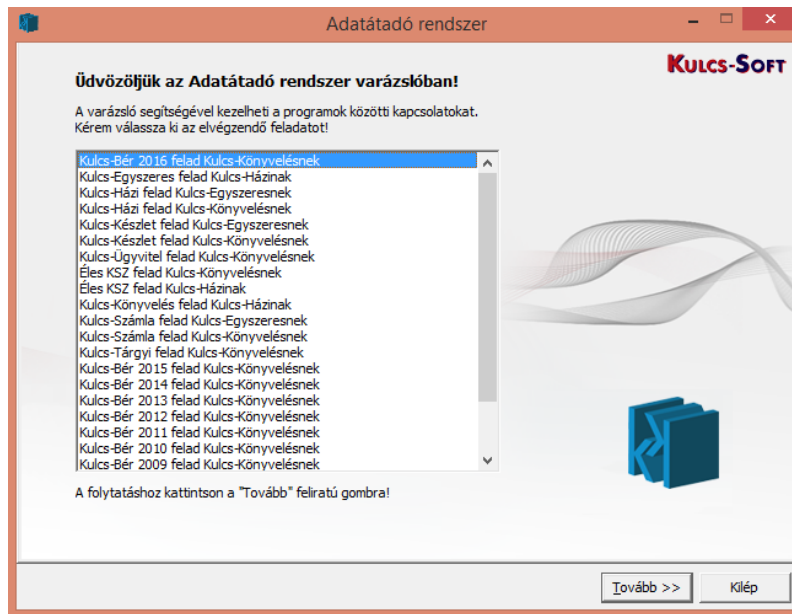 Adatátadó rendszer
KULCS-SOFT
Üdvözöljük az Adatátadó rendszer varázslóban!
A varázsló segítségével kezelheti a programok közötti kapcsolatokat.
Kérem válassza ki az elvégzendő feladatot!
Kulcs-Bér 2016 felad Kulcs-Könyvelésnek
Kulcs-Egyszeres felad Kulcs-Házinak
Kulcs-Házi felad Kulcs-Egyszeresnek
Kulcs-Házi felad Kulcs-Könyvelésnek
Kulcs-Készlet felad Kulcs-Egyszeresnek
Kulcs-Készlet felad Kulcs-Könyvelésnek
Kulcs-Ügyvitel felad Kulcs-Könyvelésnek
Éles KSZ felad Kulcs-Könyvelésnek
Éles KSZ felad Kulcs-Házinak
Kulcs-Könyvelés felad Kulcs-Házinak
Kulcs-Számla felad Kulcs-Egyszeresnek
Kulcs-Számla felad Kulcs-Könyvelésnek
Kulcs-Tárgyi felad Kulcs-Könyvelésnek
Kulcs-Bér 2015 felad Kulcs-Könyvelésnek
Kulcs-Bér 2014 felad Kulcs-Könyvelésnek
Kulcs-Bér 2013 felad Kulcs-Könyvelésnek
Kulcs-Bér 2012 felad Kulcs-Könyvelésnek
Kulcs-Bér 2011 felad Kulcs-Könyvelésnek
Kulcs-Bér 2010 felad Kulcs-Könyvelésnek
Kulcs-Bér 2009 felad Kulcs-Könyvelésnek
A folytatáshoz kattintson a "Tovább" feliratú gombra!
Tovább >>
Kilép